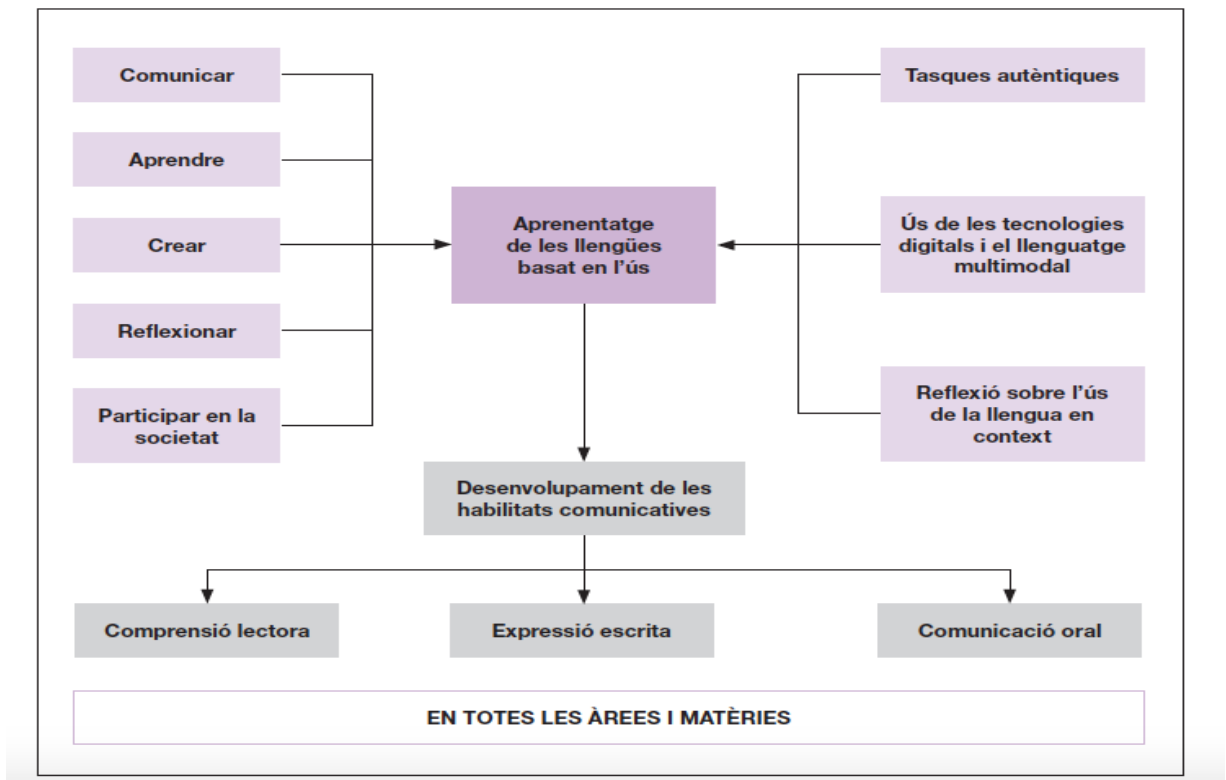 Comunicar
Aprendre
Crear
Reflexionar
Participar en la
societat
Aprenentatge
de les llengües
basat en l'ús
Tasques autèntiques
Ús de les tecnologies
digitals i el llenguatge
multimodal
Reflexió sobre l'ús
de la llengua en
context
Desenvolupament de les
habilitats comunicatives
Comprensió lectora
Expressió escrita
Comunicació oral
EN TOTES LES ÀREES I MATÈRIES